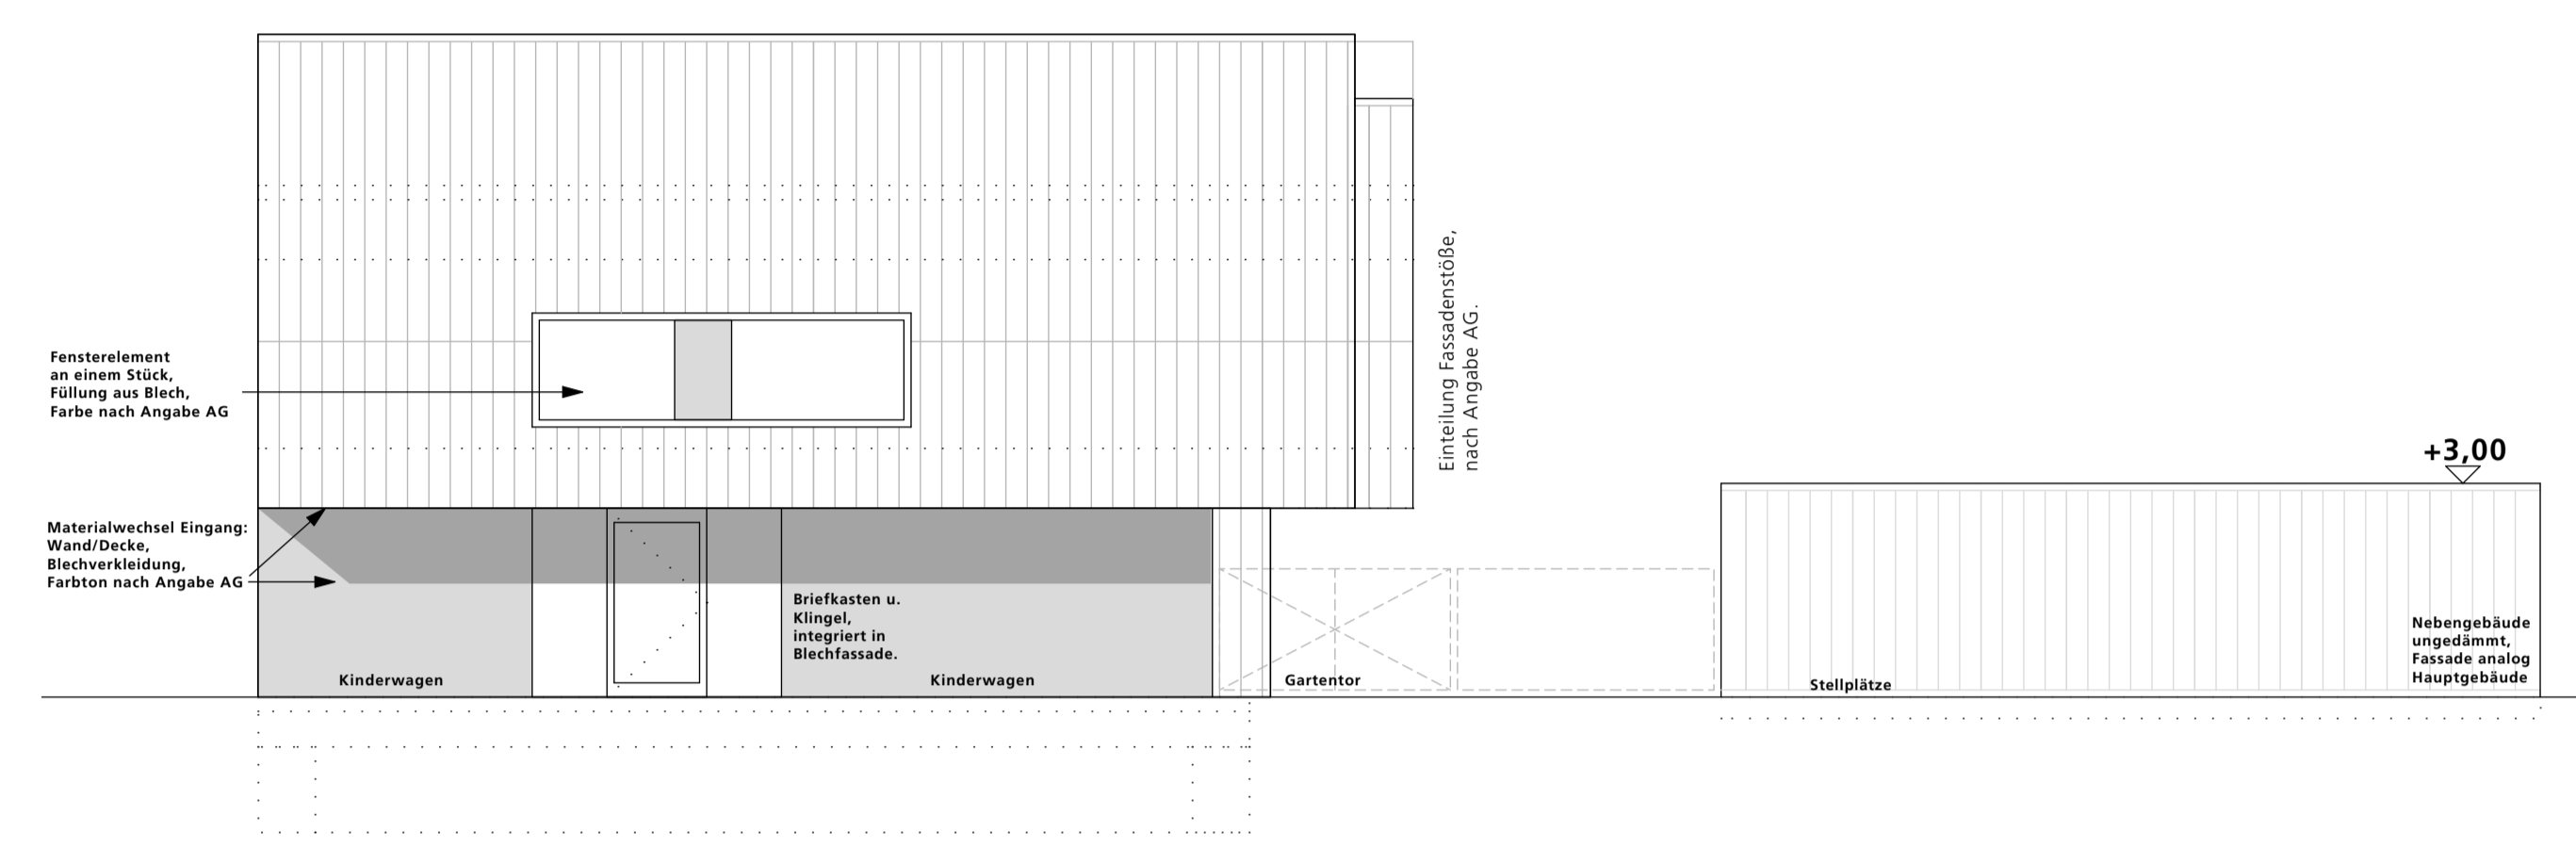 Fensterelement
an einem Stück,
Füllung aus Blech,
Farbe nach Angabe AG
Materialwechsel Eingang:
Wand/Decke,
Blechverkleidung,
Farbton nach Angabe AG
Kinderwagen
Briefkasten u.
Klingel,
integriert in
Blechfassade.
Kinderwagen
Einteilung Fassadenstöße,
nach Angabe AG.
Gartentor
+3,00
Stellplätze
Nebengebäude
ungedämmt,
Fassade analog
Hauptgebäude